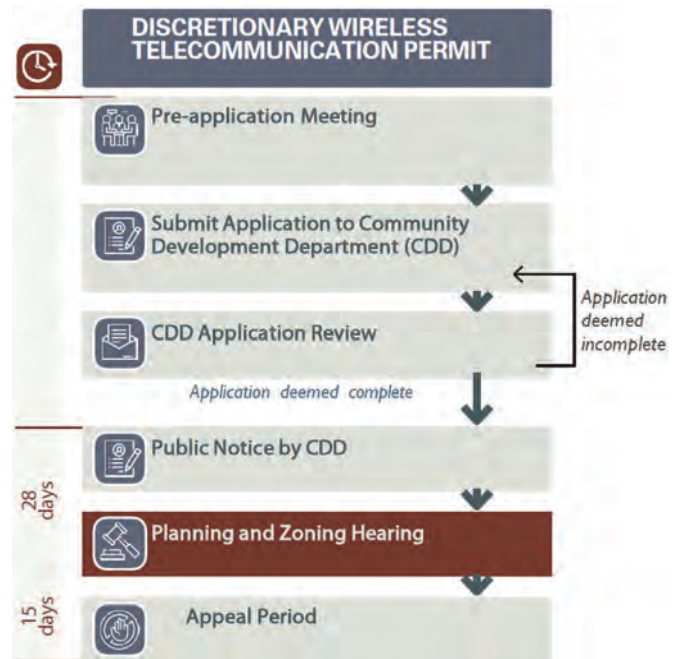 DISCRETIONARY WIRELESS
TELECOMMUNICATION PERMIT
Pre-application Meeting
Submit Application to Community
Development Department (CDD)
Application
deemed
incomplete
CDD Application Review
Application deemed complete
Public Notice by CDD
28
days
Planning and Zoning Hearing
15
days
Appeal Period